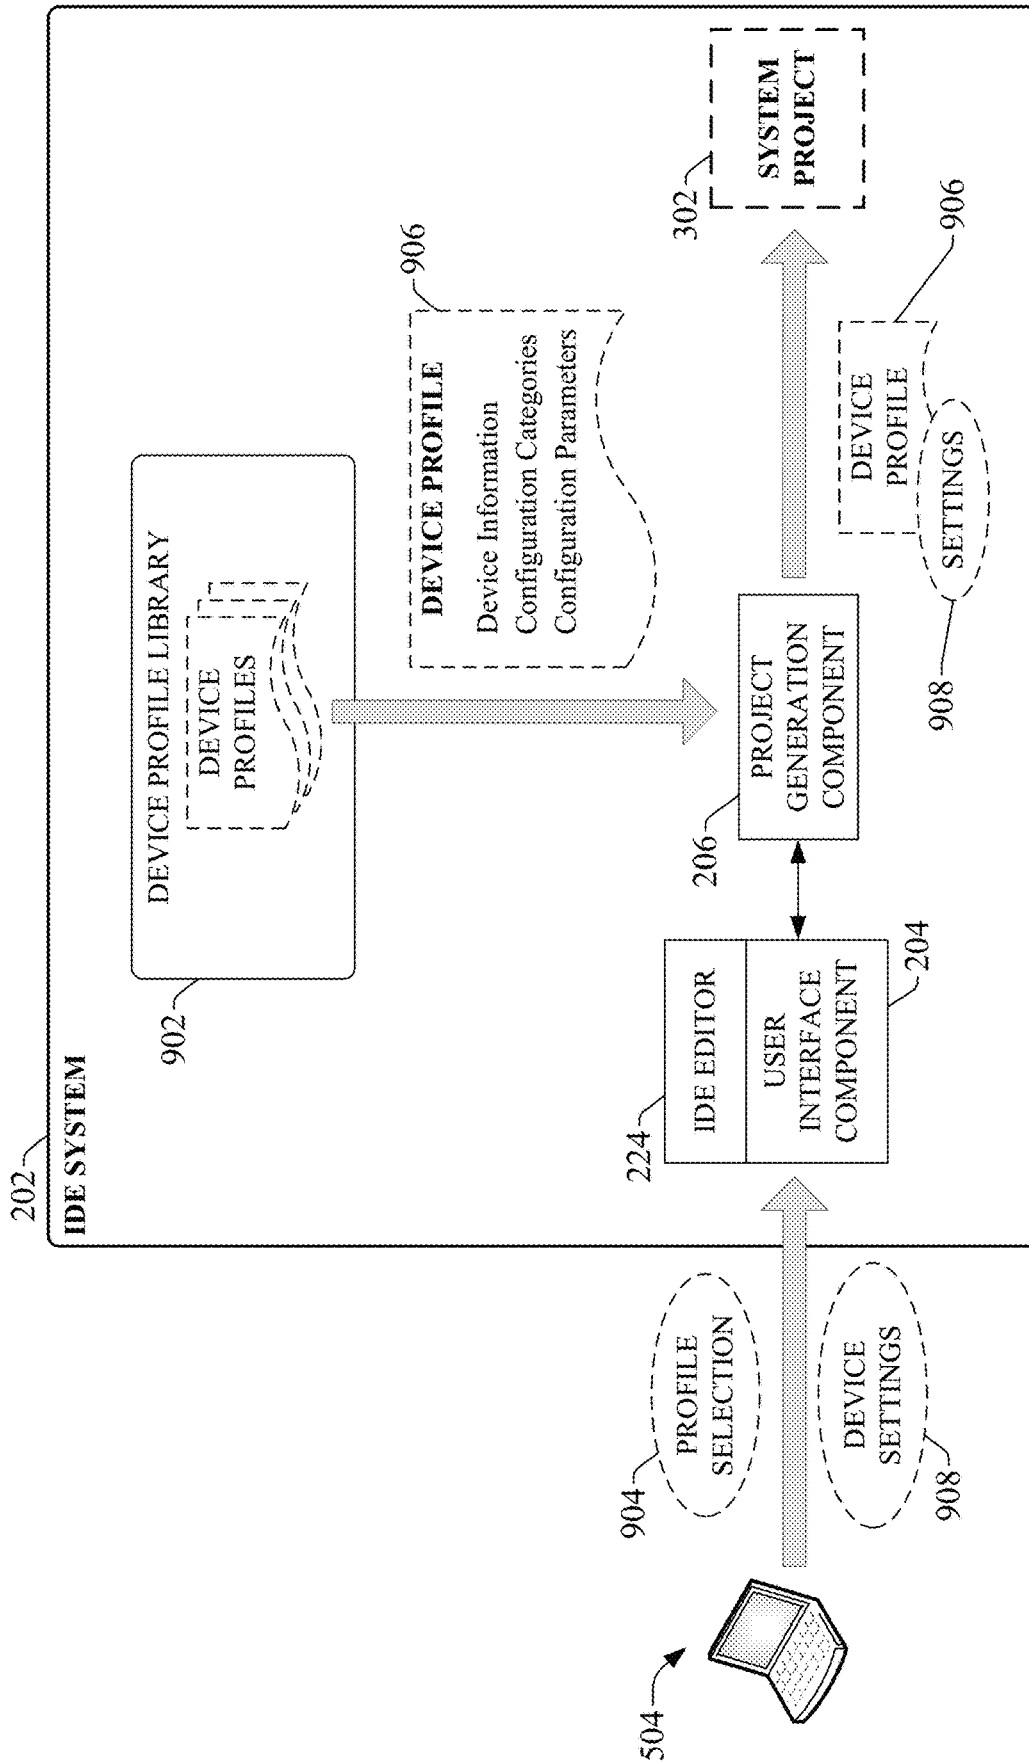 202
IDE SYSTEM
902
DEVICE PROFILE LIBRARY
DEVICE
PROFILES
906
DEVICE PROFILE
Device Information
Configuration Categories
Configuration Parameters
504
904
PROFILE
SELECTION
DEVICE
SETTINGS
908
224
IDE EDITOR
USER
INTERFACE
COMPONENT
204
206
PROJECT
GENERATION
COMPONENT
302
SYSTEM
PROJECT
906
DEVICE
PROFILE
SETTINGS
908